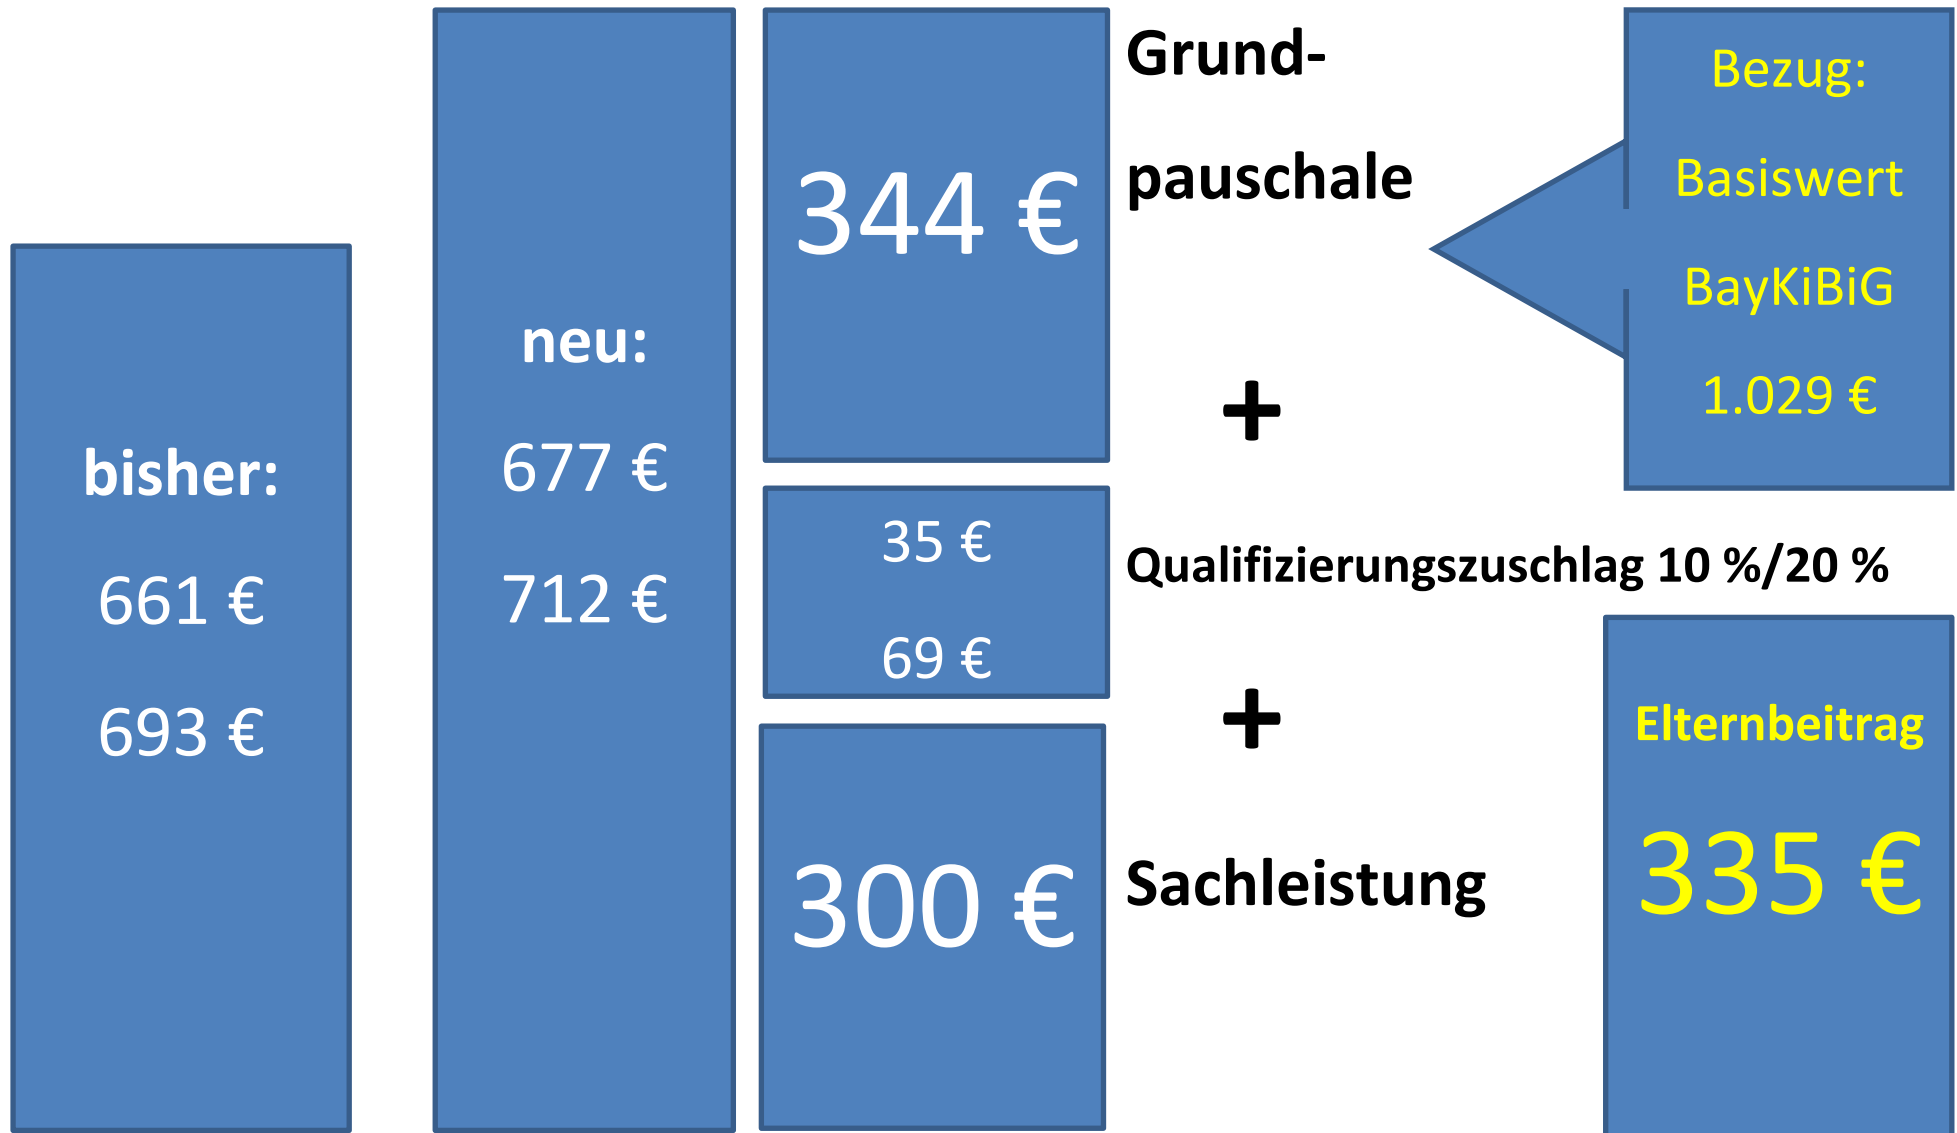 bisher:
661 €
693 €
neu:
677 €
712 €
344 €
35 €
69 €
300 €
Grund-
pauschale
+
Qualifizierungszuschlag 10 %/20 %
+
Sachleistung
Bezug:
Basiswert
BayKiBiG
1.029 €
Elternbeitrag
335 €